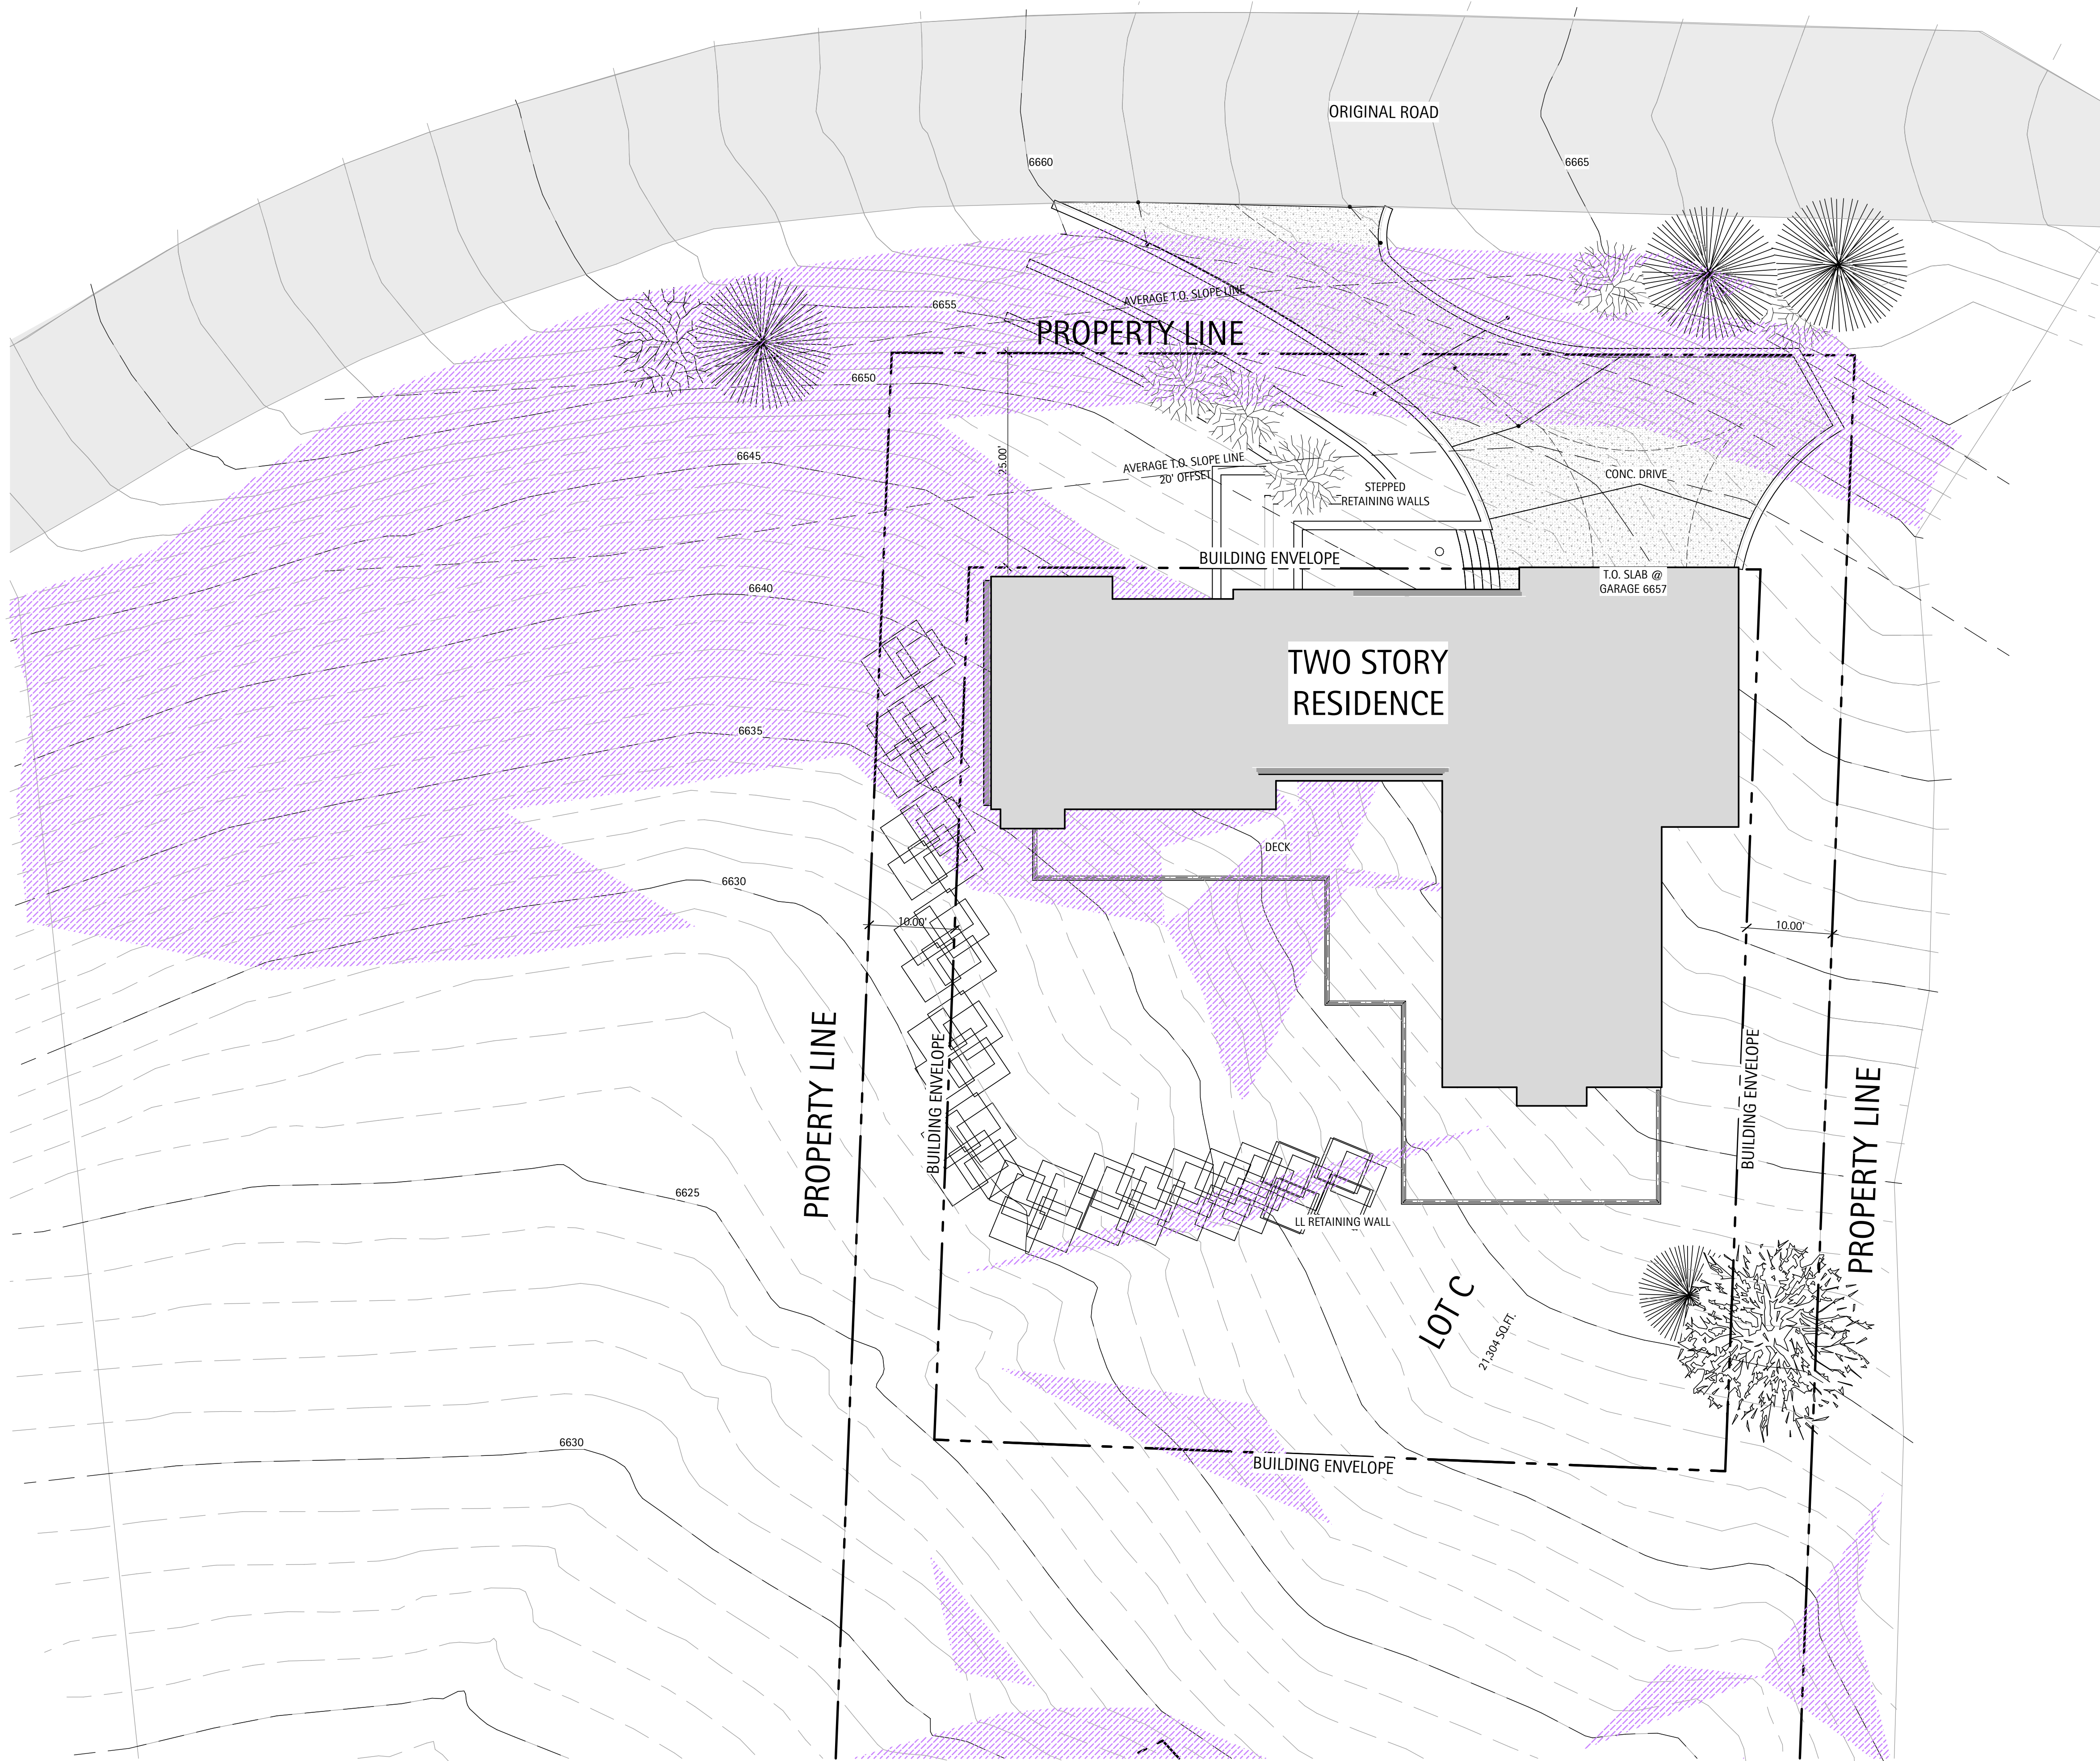 ORIGINAL ROAD
6660
6665
AVERAGE T.O. SLOPE LINE
6655
PROPERTY LINE
6650
25.00'
6645
AVERAGE T.O. SLOPE LINE
20' OFFSET
STEPPED
RETAINING WALLS
CONC. DRIVE
BUILDING ENVELOPE
T.O. SLAB @
GARAGE 6657
6640
TWO STORY
RESIDENCE
6635
DECK
6630
10.00'
10.00'
PROPERTY LINE
BUILDING ENVELOPE
BUILDING ENVELOPE
PROPERTY LINE
6625
LL RETAINING WALL
LOT C
21,304 SQ.FT.
6630
BUILDING ENVELOPE